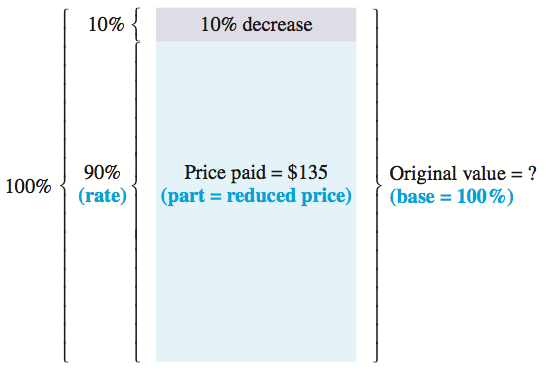 10%
10% decrease
100%
90%
(rate)
Price paid = $135
(part = reduced price)
Original value = ?
(base = 100%)